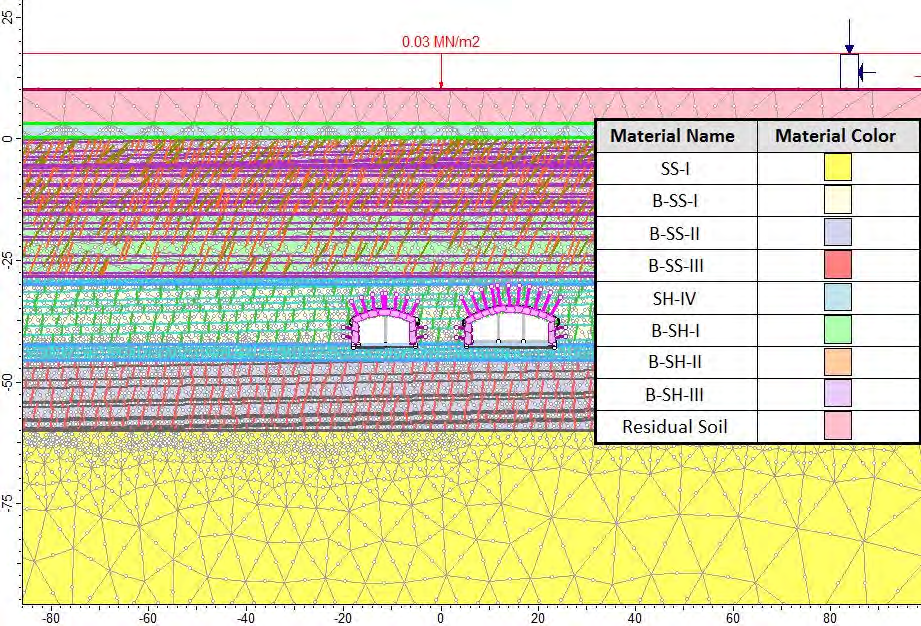 25
0.03 MN/m2
0
-25
-50
-75
Material Name Material Color
SS-I
B-SS-I
B-SS-II
B-SS-III
SH-IV
B-SH-I
B-SH-II
B-SH-III
Residual Soil
-80 -60 -40 -20 0 20 40 60 80